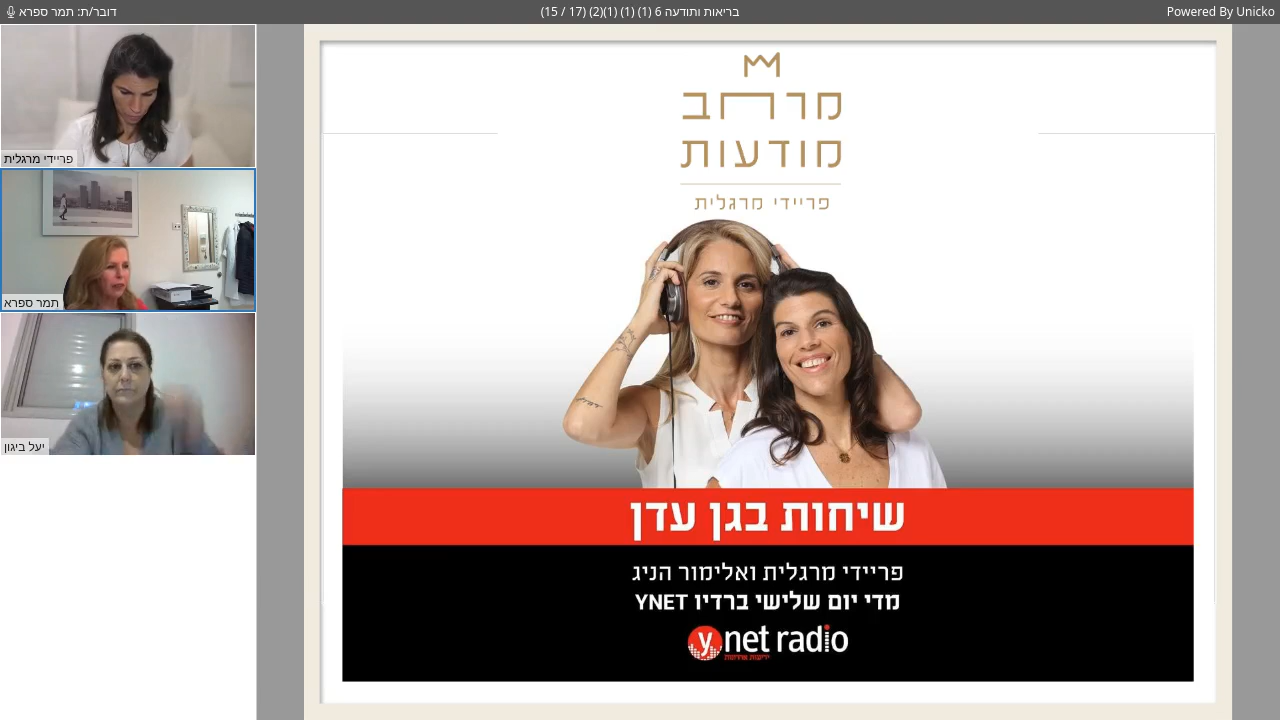 דובר/ת: תמר ספרא
בריאות ותודעה 6 (1) (1) (1)(2) (17 / 15)
Powered By Unicko
פריידי מרגלית
תמר ספרא
יעל ביגון
מרחב
מודעות
פריידי מרגלית
שיחות בגן עדן
פריידי מרגלית ואלימור הניג
מדי יום שלישי ברדיו YNET
ynet radio
ידיעות אחרונות